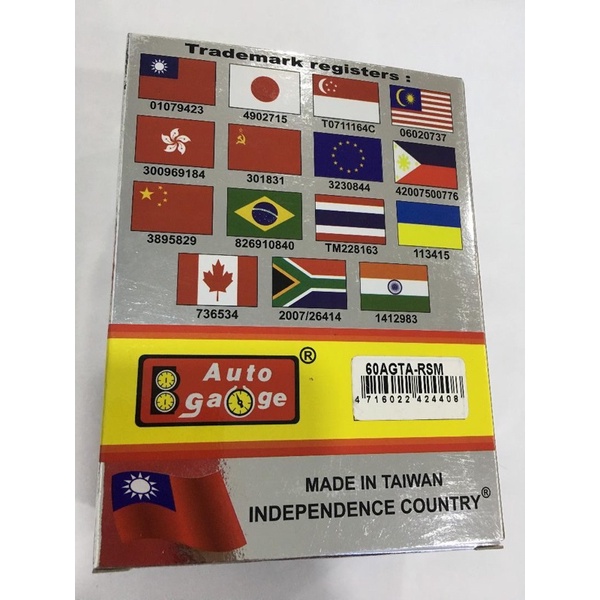 Trademark registers :
01079423 4902715 T0711164C 06020737
300969184 301831 3230844 42007500776
3895829 826910840 TM228163 113415
736534 2007/26414 1412983
Auto ®
gauge
60AGTA-RSM
4 716022 424408
MADE IN TAIWAN
INDEPENDENCE COUNTRY®